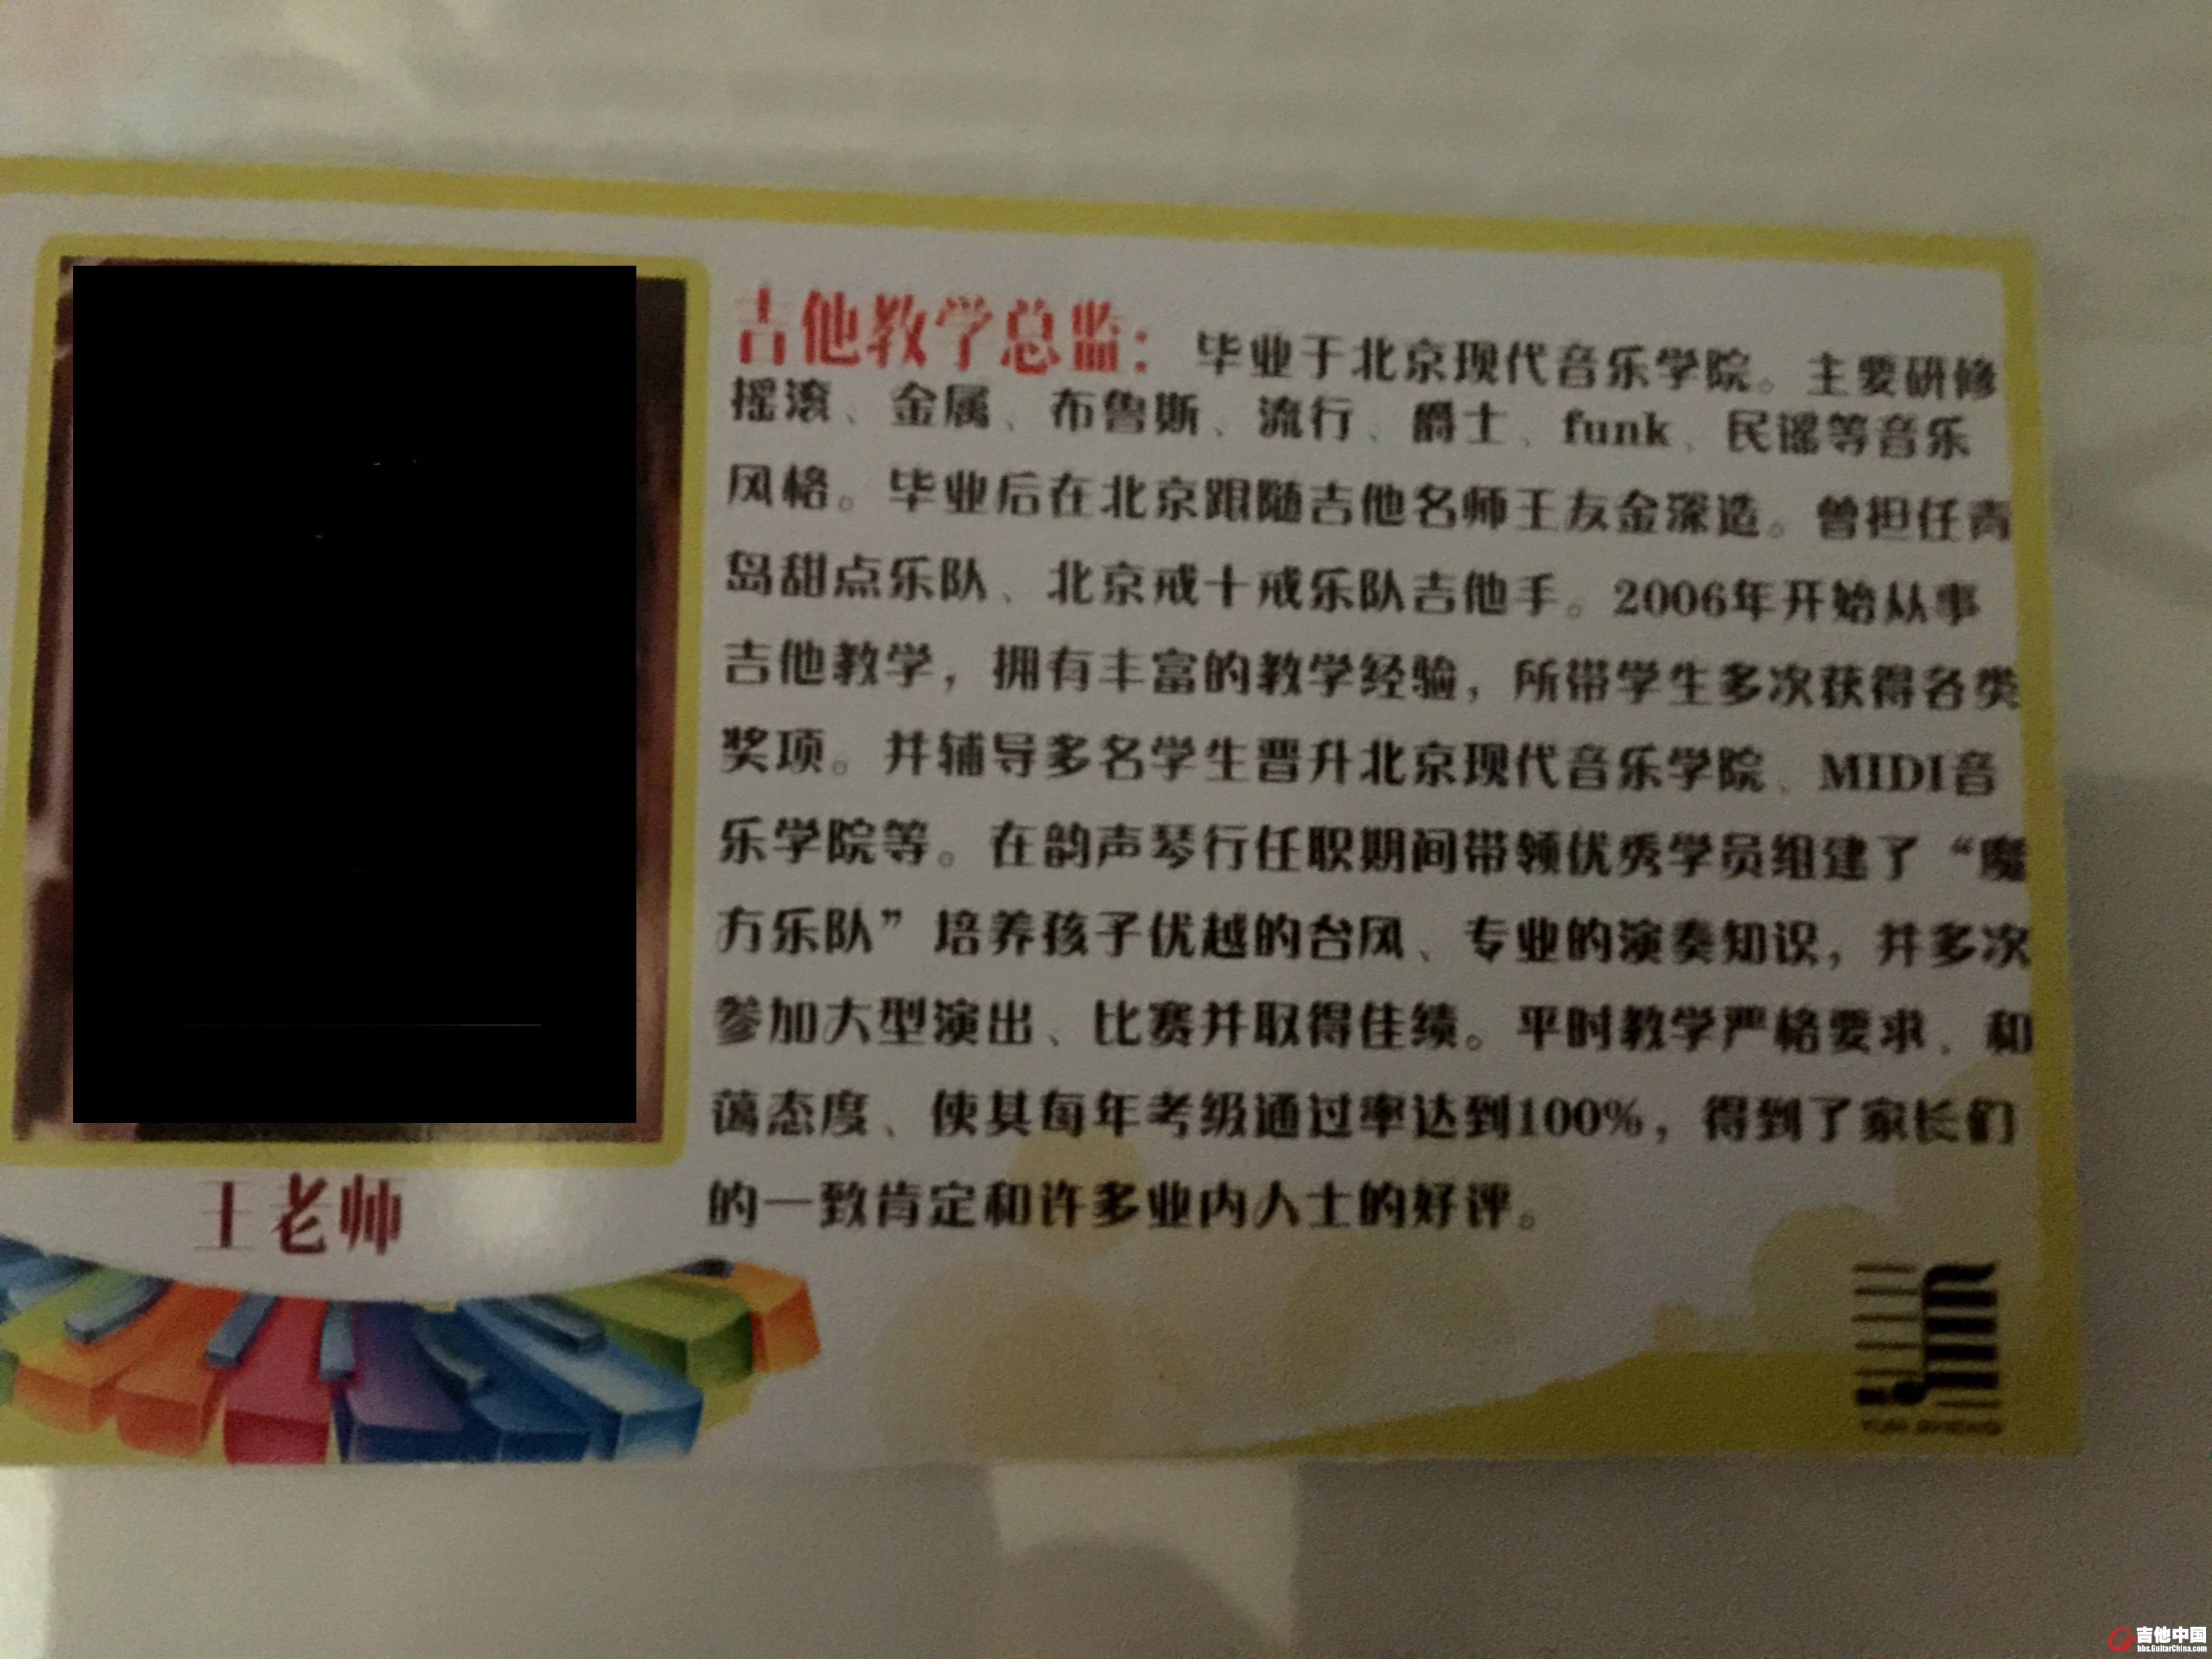 吉他教学总监：毕业于北京现代音乐学院。主要研修
摇滚、金属、布鲁斯、流行、爵士、funk、民谣等音乐
风格。毕业后在北京跟随吉他名师王友金深造。曾担任青
岛甜点乐队、北京戒十戒乐队吉他手。2006年开始从事
吉他教学，拥有丰富的教学经验，所带学生多次获得各类
奖项。并辅导多名学生晋升北京现代音乐学院、MIDI音
乐学院等。在韵声琴行任职期间带领优秀学员组建了“魔
方乐队”培养孩子优越的台风、专业的演奏知识，并多次
参加大型演出、比赛并取得佳绩。平时教学严格要求、和
蔼态度、使其每年考级通过率达到100%，得到了家长们
的一致肯定和许多业内人士的好评。
王老师
YUN SHENG
吉他中国
bbs.GuitarChina.com